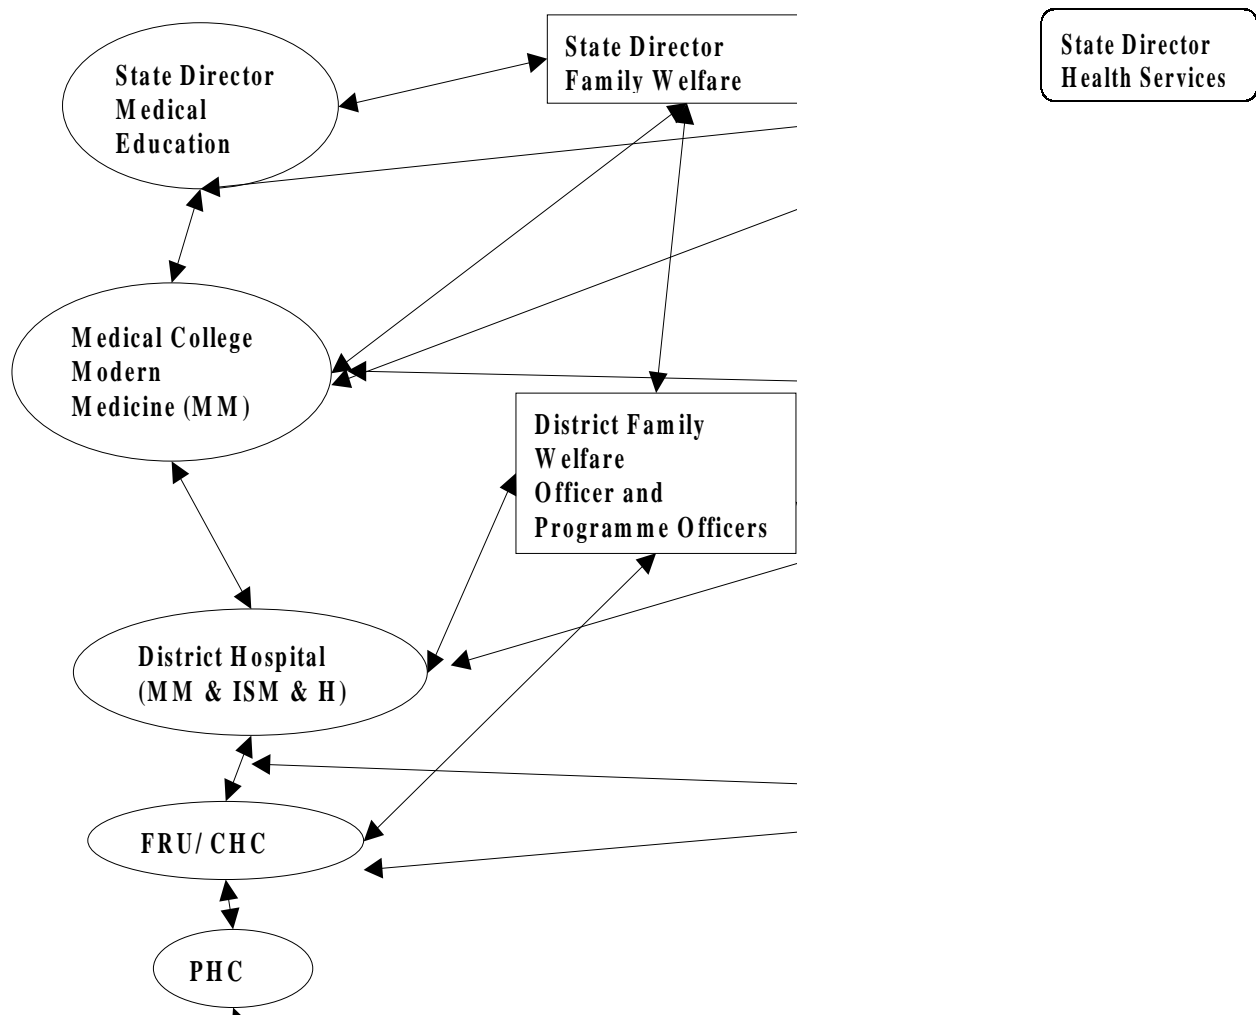 State Director
Medical
Education
State Director
Family Welfare
State Director
Health Services
Medical College
Modern
Medicine (MM)
District Family
Welfare
Officer and
Programme Officers
District Hospital
(MM & ISM & H)
FRU/ CHC
PHC